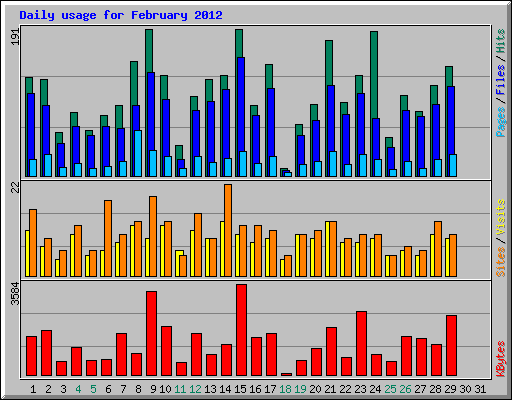 Daily usage for February 2012
191
22
3584
Pages / Files / Hits
Sites / Visits
KBytes
1 2 3 4 5 6 7 8 9 10 11 12 13 14 15 16 17 18 19 20 21 22 23 24 25 26 27 28 29 30 31